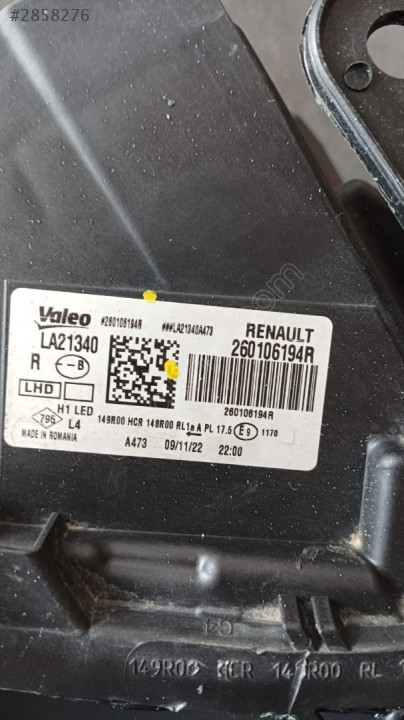 #2858276
Valeo #260106194R ###LA21340A473 RENAULT
LA21340 260106194R
R -B
LHD
260106194R
795 H1 LED
L4
149R00 HCR 148R00 RL1a A PL 17.5 E9 1170
MADE IN ROMANIA A473 09/11/22 22:00
149R00 HCR 148R00 RL